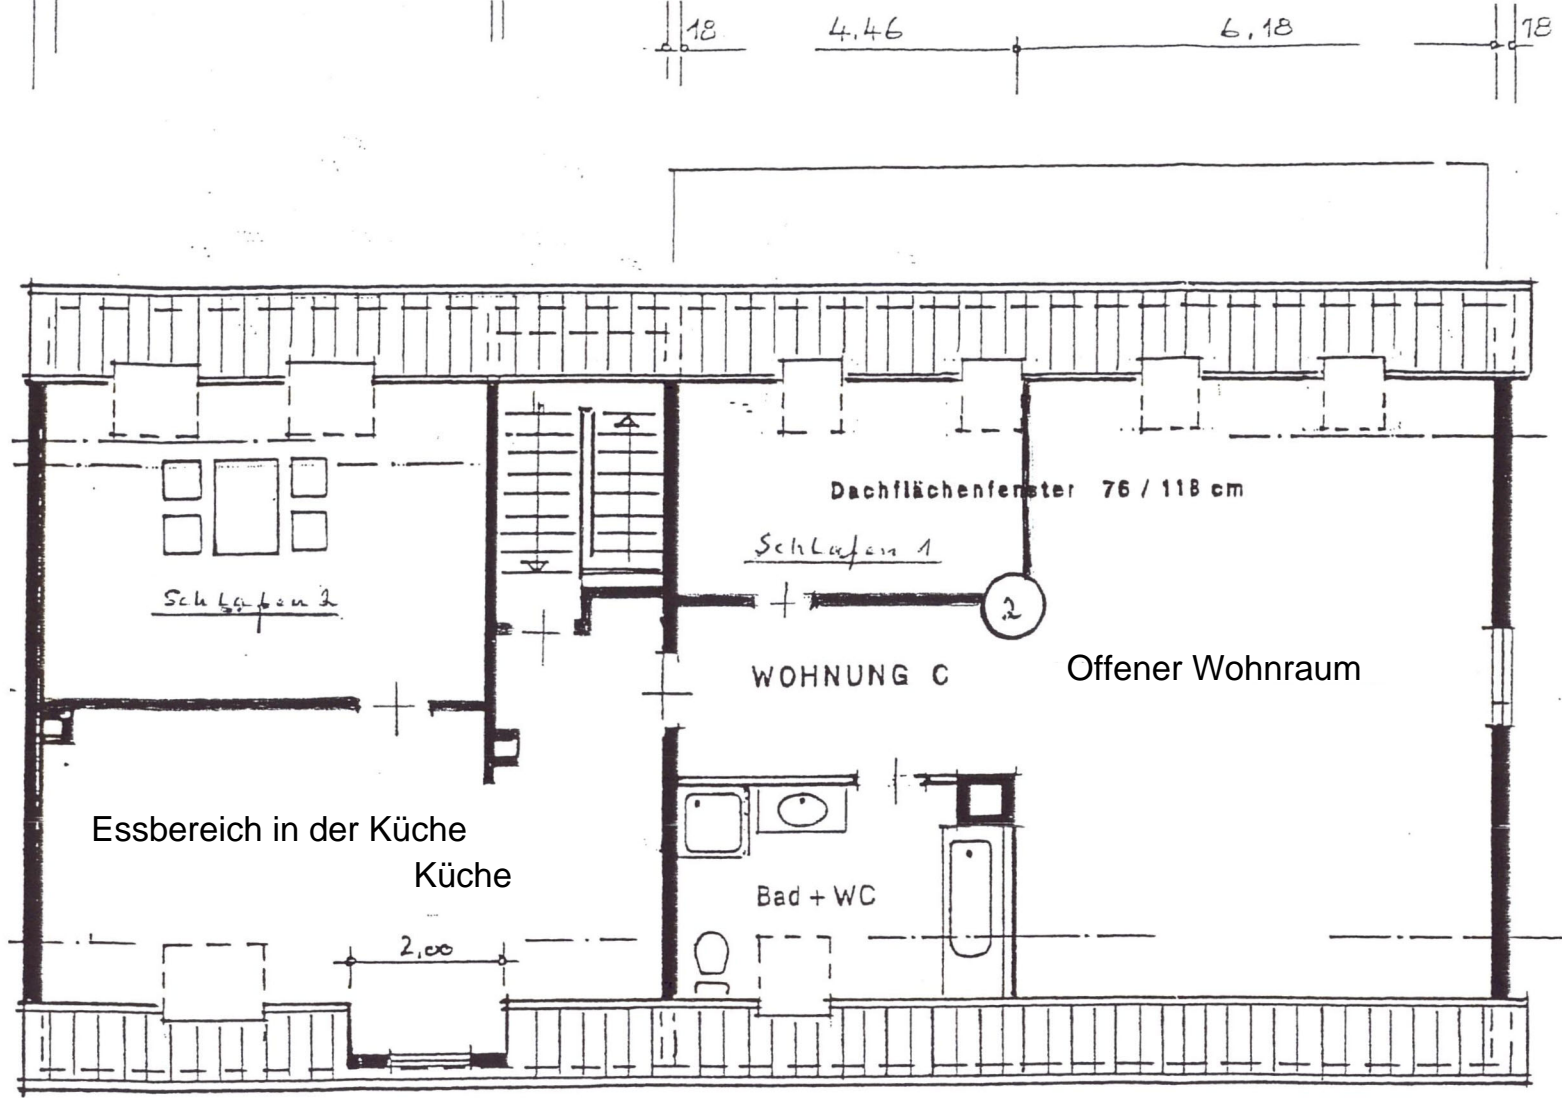 18 4.46 6,18 18
Dachflächenfenster 76 / 118 cm
Schlafen 1
Schlafen 2
2
WOHNUNG C Offener Wohnraum
Essbereich in der Küche
Küche
Bad + WC
2,00